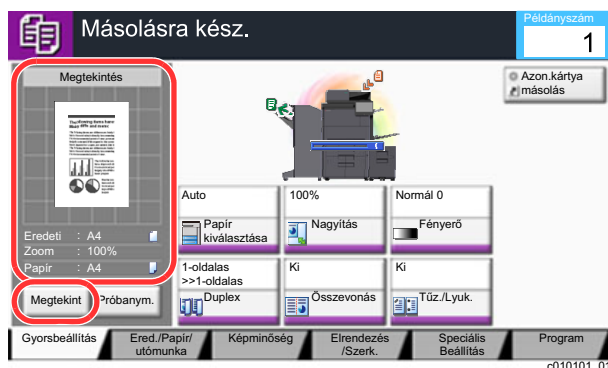 Másolásra kész.
Példányszám
1
Megtekintés
Eredeti : A4
Zoom : 100%
Papír : A4
Megtekint
Próbanym.
Azon.kártya
másolás
Auto
Papír
kiválasztása
100%
Nagyítás
Normál 0
Fényerő
1-oldalas
>>1-oldalas
Duplex
Ki
Összevonás
Ki
Tűz./Lyuk.
Gyorsbeállítás
Ered./Papír/
utómunka
Képminőség
Elrendezés
/Szerk.
Speciális
Beállítás
Program
c010101_01